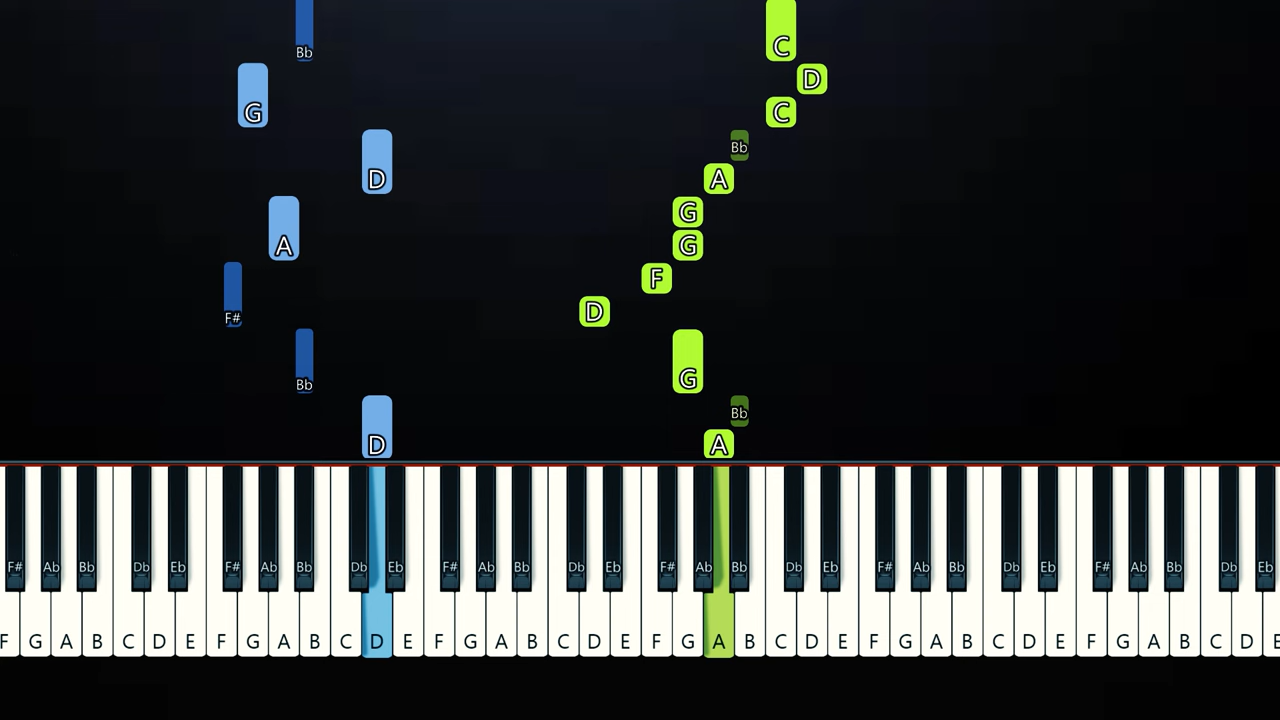 Bb C
D
G C
Bb
D A
G
A G
F
F# D
Bb G
Bb
D A
F# Ab Bb Db Eb F# Ab Bb Db Eb F# Ab Bb Db Eb F# Ab Bb Db Eb F# Ab Bb Db Eb F# Ab Bb Db Eb
F G A B C D E F G A B C D E F G A B C D E F G A B C D E F G A B C D E F G A B C D E